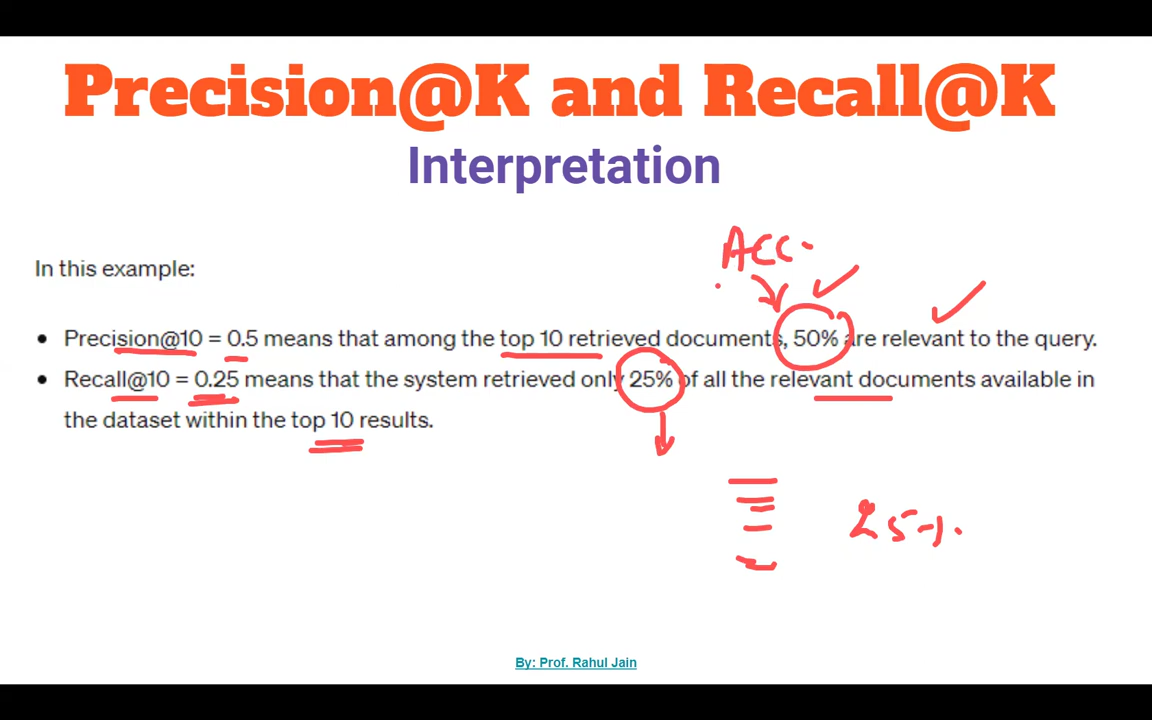 Precision@K and Recall@K
Interpretation
ACC.
In this example:
• Precision@10 = 0.5 means that among the top 10 retrieved documents, 50% are relevant to the query.
• Recall@10 = 0.25 means that the system retrieved only 25% of all the relevant documents available in
the dataset within the top 10 results.
25%
By: Prof. Rahul Jain